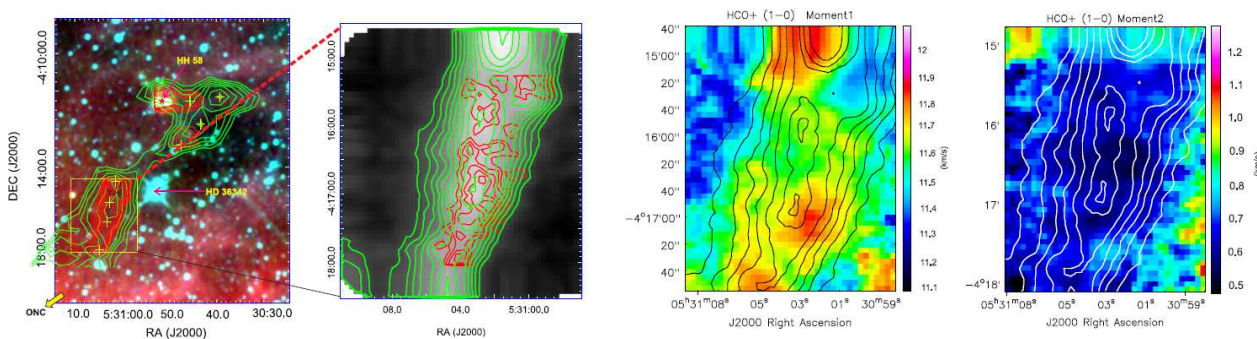 HH 58
HD 36342
ONC
DEC (J2000)
-4:10:00.0
14:00.0
18:00.0
10.0 5:31:00.0 50.0 40.0 30:30.0
RA (J2000)
15:00.0
16:00.0
-4:17:00.0
18:00.0
08.0 04.0 5:31:00.0
RA (J2000)
HCO+ (1-0) Moment1
40"
15'00"
20"
40"
16'00"
20"
40"
-4°17'00"
20"
40"
05ʰ31ᵐ08ˢ 05ˢ 03ˢ 01ˢ 30ᵐ59ˢ
J2000 Right Ascension
12
11.9
11.8
11.7
11.6
11.5
11.4
11.3
11.2
11.1
(km/s)
HCO+ (1-0) Moment2
15'
16'
17'
-4°18'
05ʰ31ᵐ08ˢ 05ˢ 03ˢ 01ˢ 30ᵐ59ˢ
J2000 Right Ascension
1.2
1.1
1.0
0.9
0.8
0.7
0.6
0.5
(km/s)